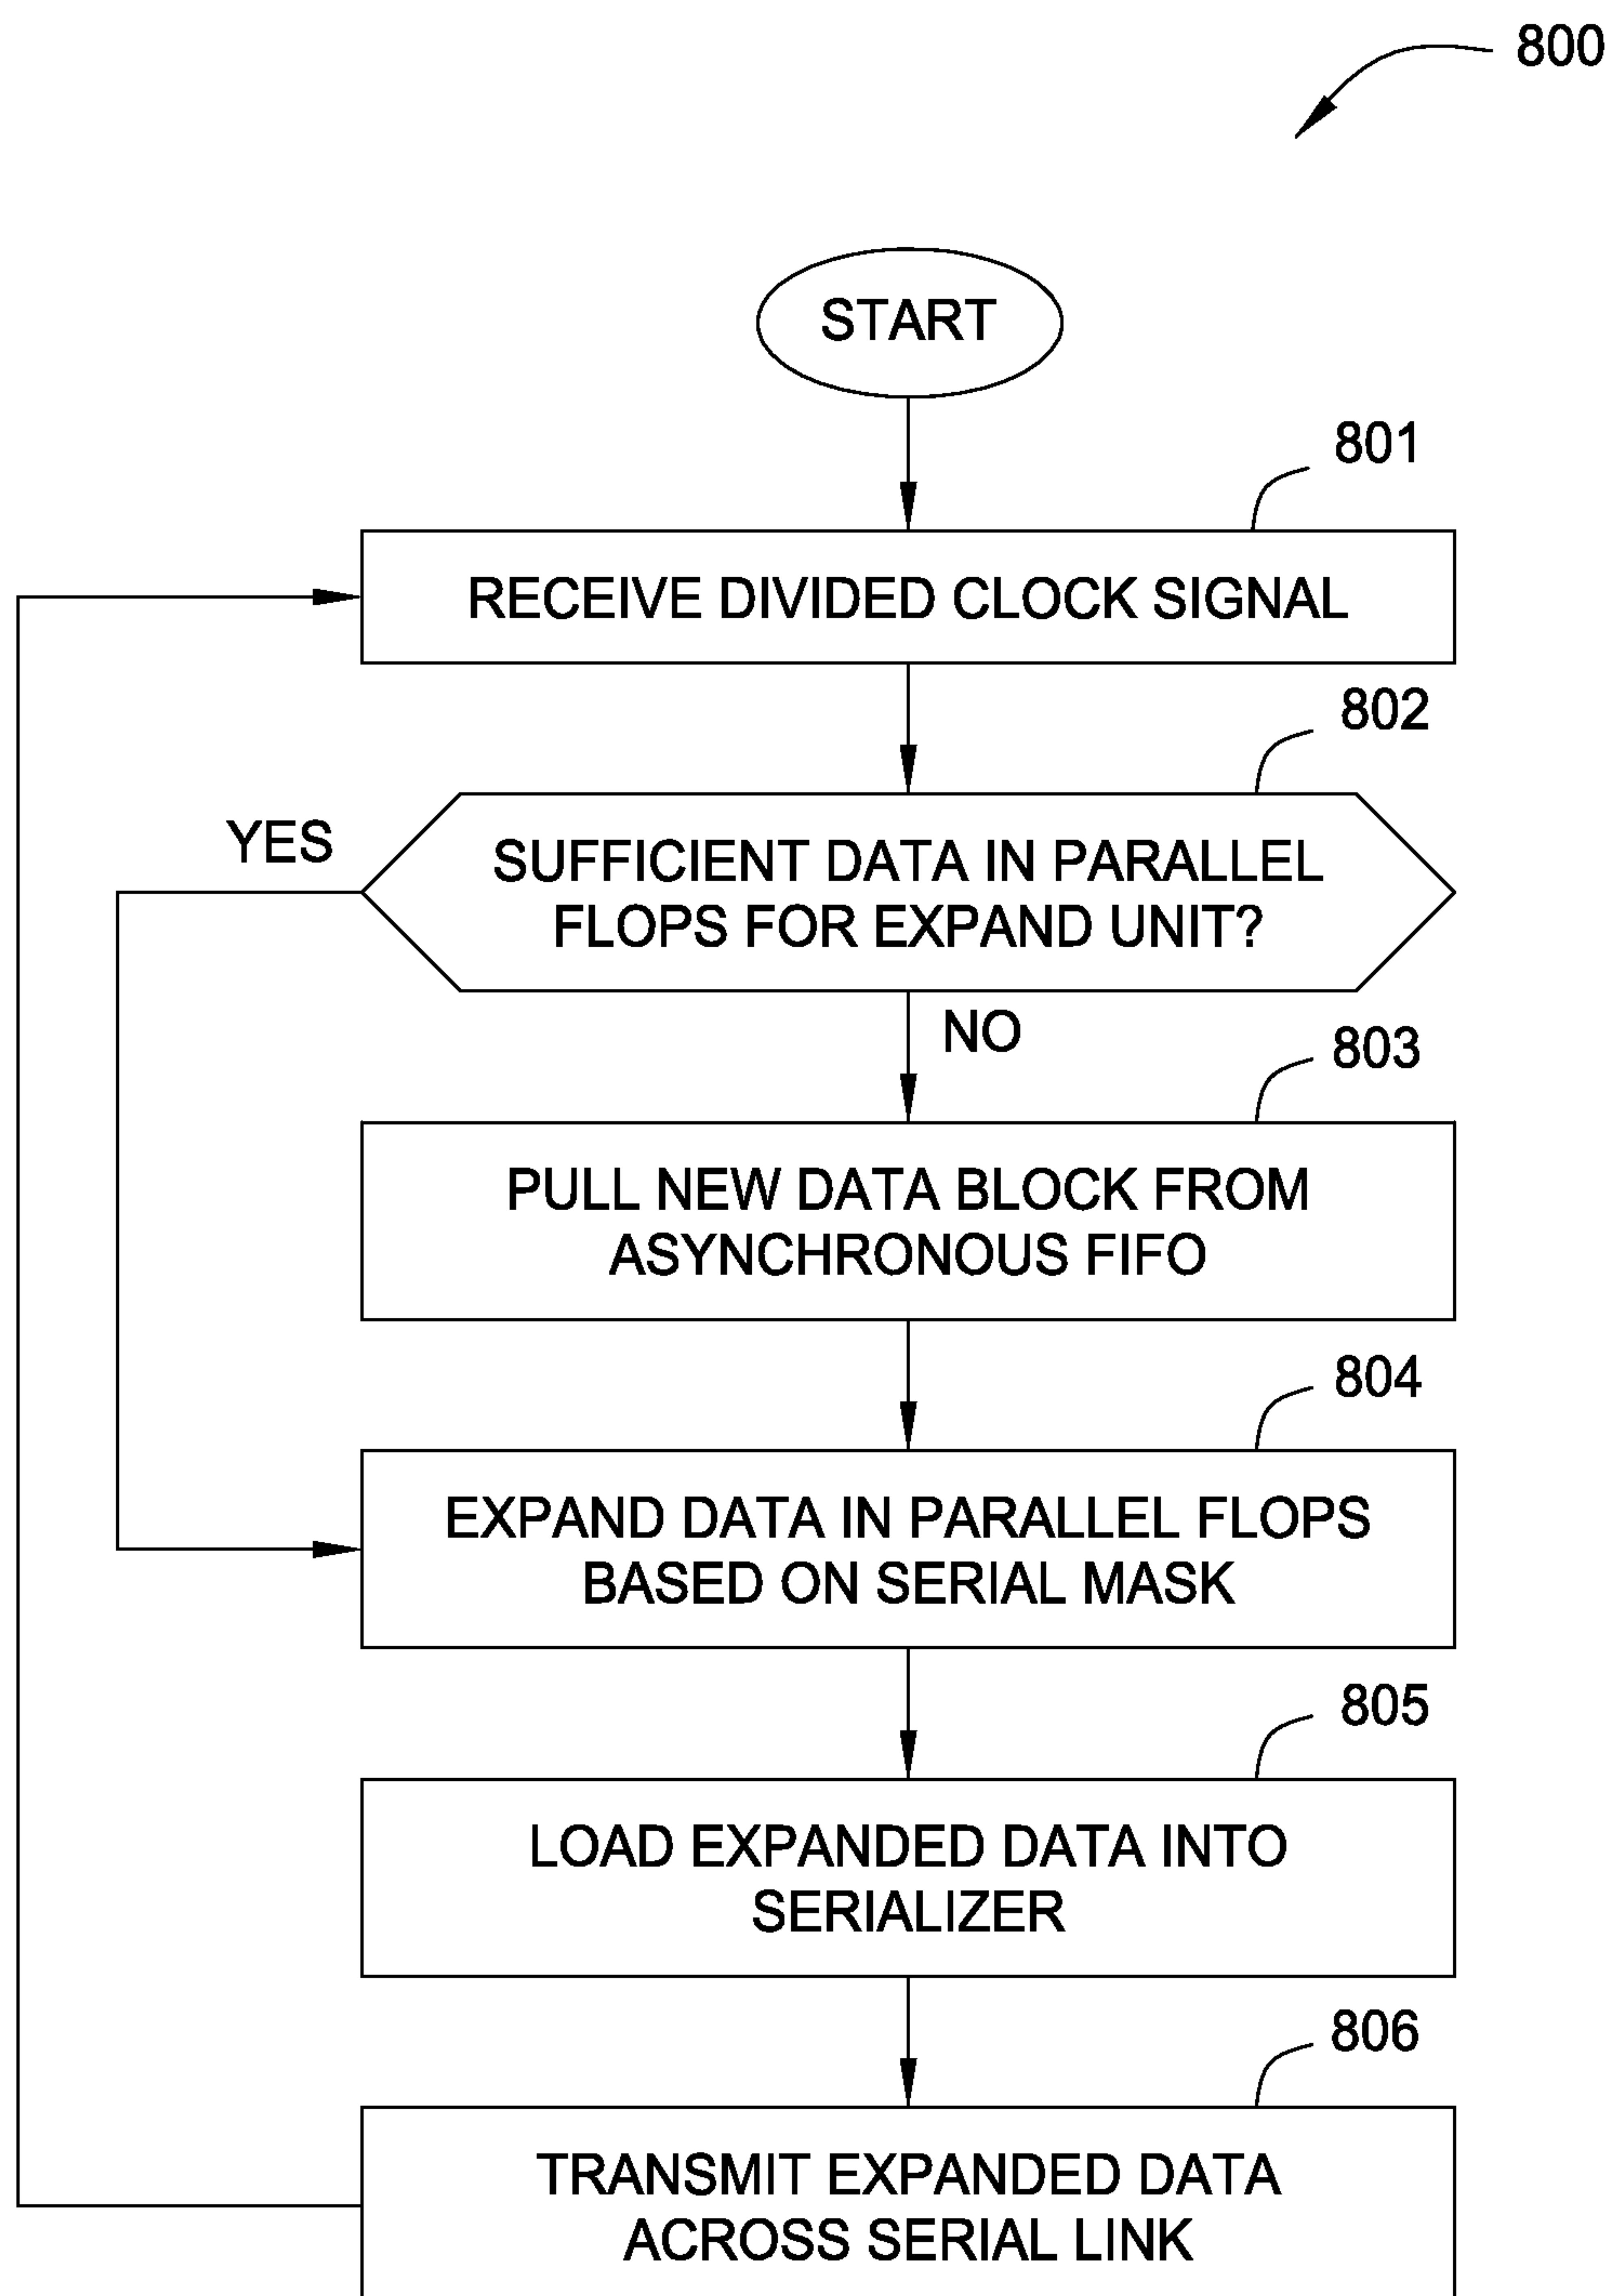 800
START
801
RECEIVE DIVIDED CLOCK SIGNAL
802
YES
SUFFICIENT DATA IN PARALLEL
FLOPS FOR EXPAND UNIT?
NO
803
PULL NEW DATA BLOCK FROM
ASYNCHRONOUS FIFO
804
EXPAND DATA IN PARALLEL FLOPS
BASED ON SERIAL MASK
805
LOAD EXPANDED DATA INTO
SERIALIZER
806
TRANSMIT EXPANDED DATA
ACROSS SERIAL LINK